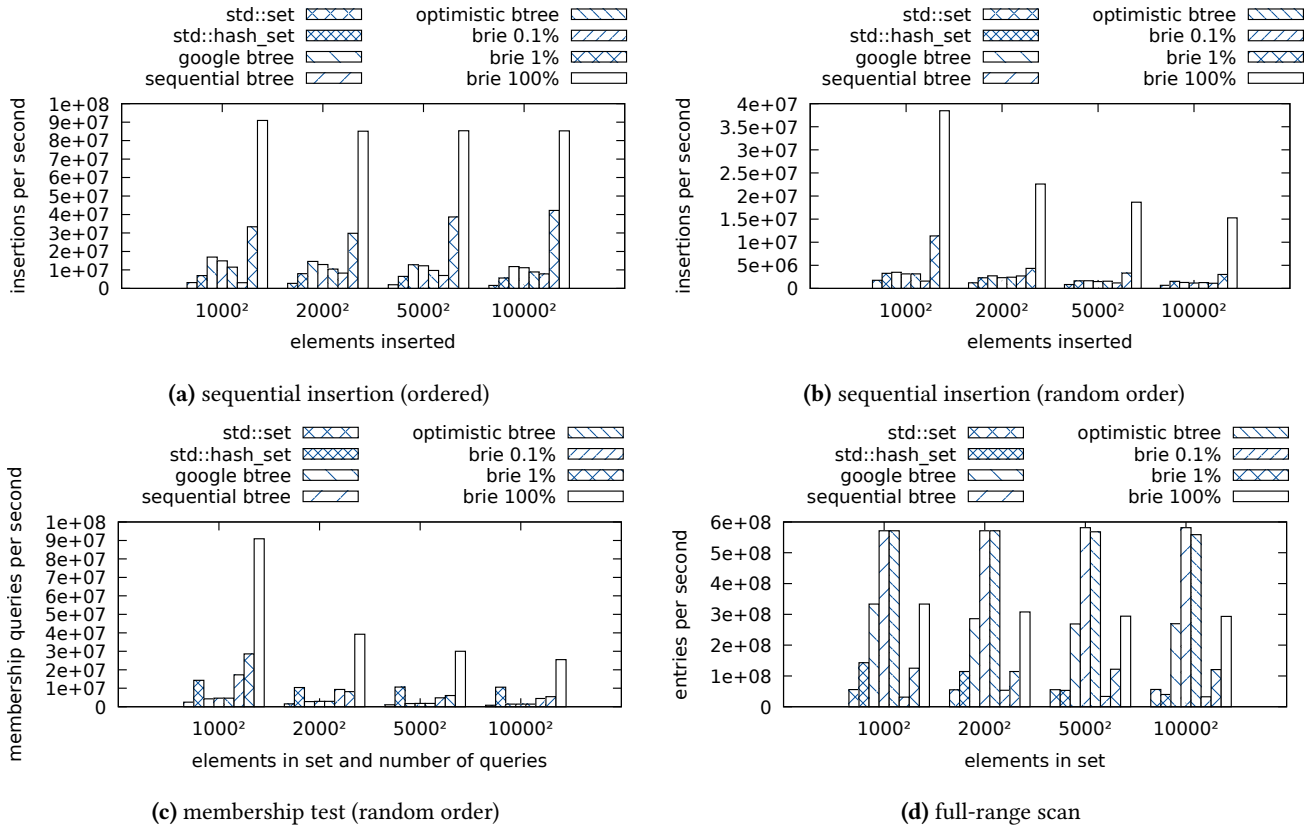 std::set
std::hash_set
google btree
sequential btree
optimistic btree
brie 0.1%
brie 1%
brie 100%
insertions per second
1e+08
9e+07
8e+07
7e+07
6e+07
5e+07
4e+07
3e+07
2e+07
1e+07
0
1000² 2000² 5000² 10000²
elements inserted
(a) sequential insertion (ordered)
std::set
std::hash_set
google btree
sequential btree
optimistic btree
brie 0.1%
brie 1%
brie 100%
insertions per second
4e+07
3.5e+07
3e+07
2.5e+07
2e+07
1.5e+07
1e+07
5e+06
0
1000² 2000² 5000² 10000²
elements inserted
(b) sequential insertion (random order)
std::set
std::hash_set
google btree
sequential btree
optimistic btree
brie 0.1%
brie 1%
brie 100%
membership queries per second
1e+08
9e+07
8e+07
7e+07
6e+07
5e+07
4e+07
3e+07
2e+07
1e+07
0
1000² 2000² 5000² 10000²
elements in set and number of queries
(c) membership test (random order)
std::set
std::hash_set
google btree
sequential btree
optimistic btree
brie 0.1%
brie 1%
brie 100%
entries per second
6e+08
5e+08
4e+08
3e+08
2e+08
1e+08
0
1000² 2000² 5000² 10000²
elements in set
(d) full-range scan